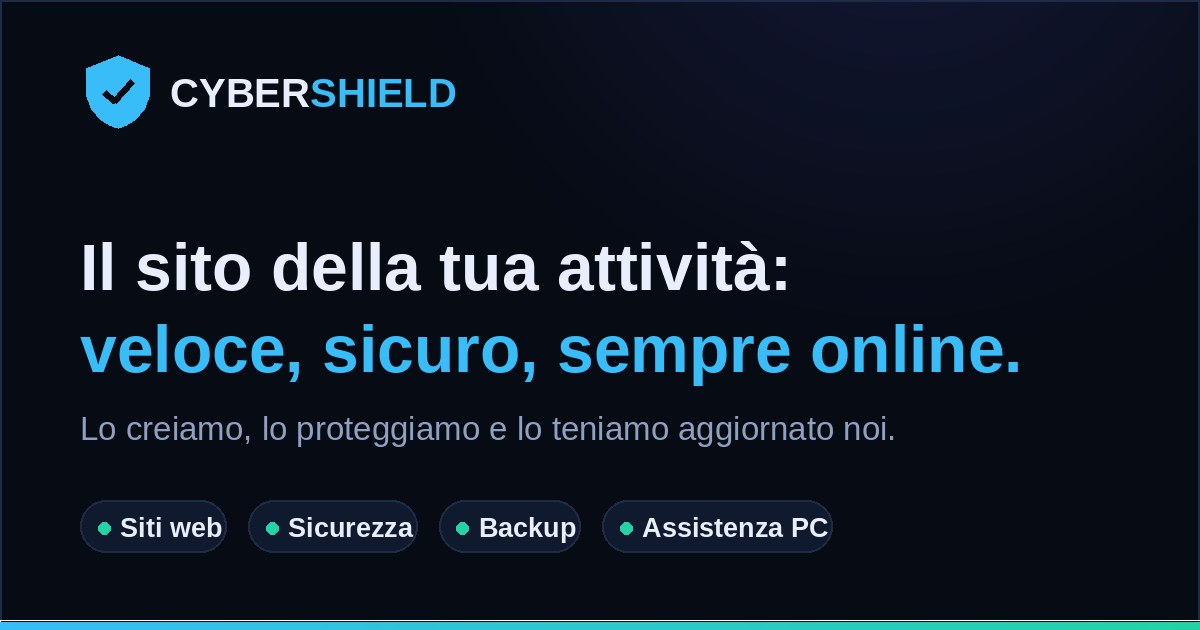 CYBERSHIELD
Il sito della tua attività:
veloce, sicuro, sempre online.
Lo creiamo, lo proteggiamo e lo teniamo aggiornato noi.
Siti web Sicurezza Backup Assistenza PC